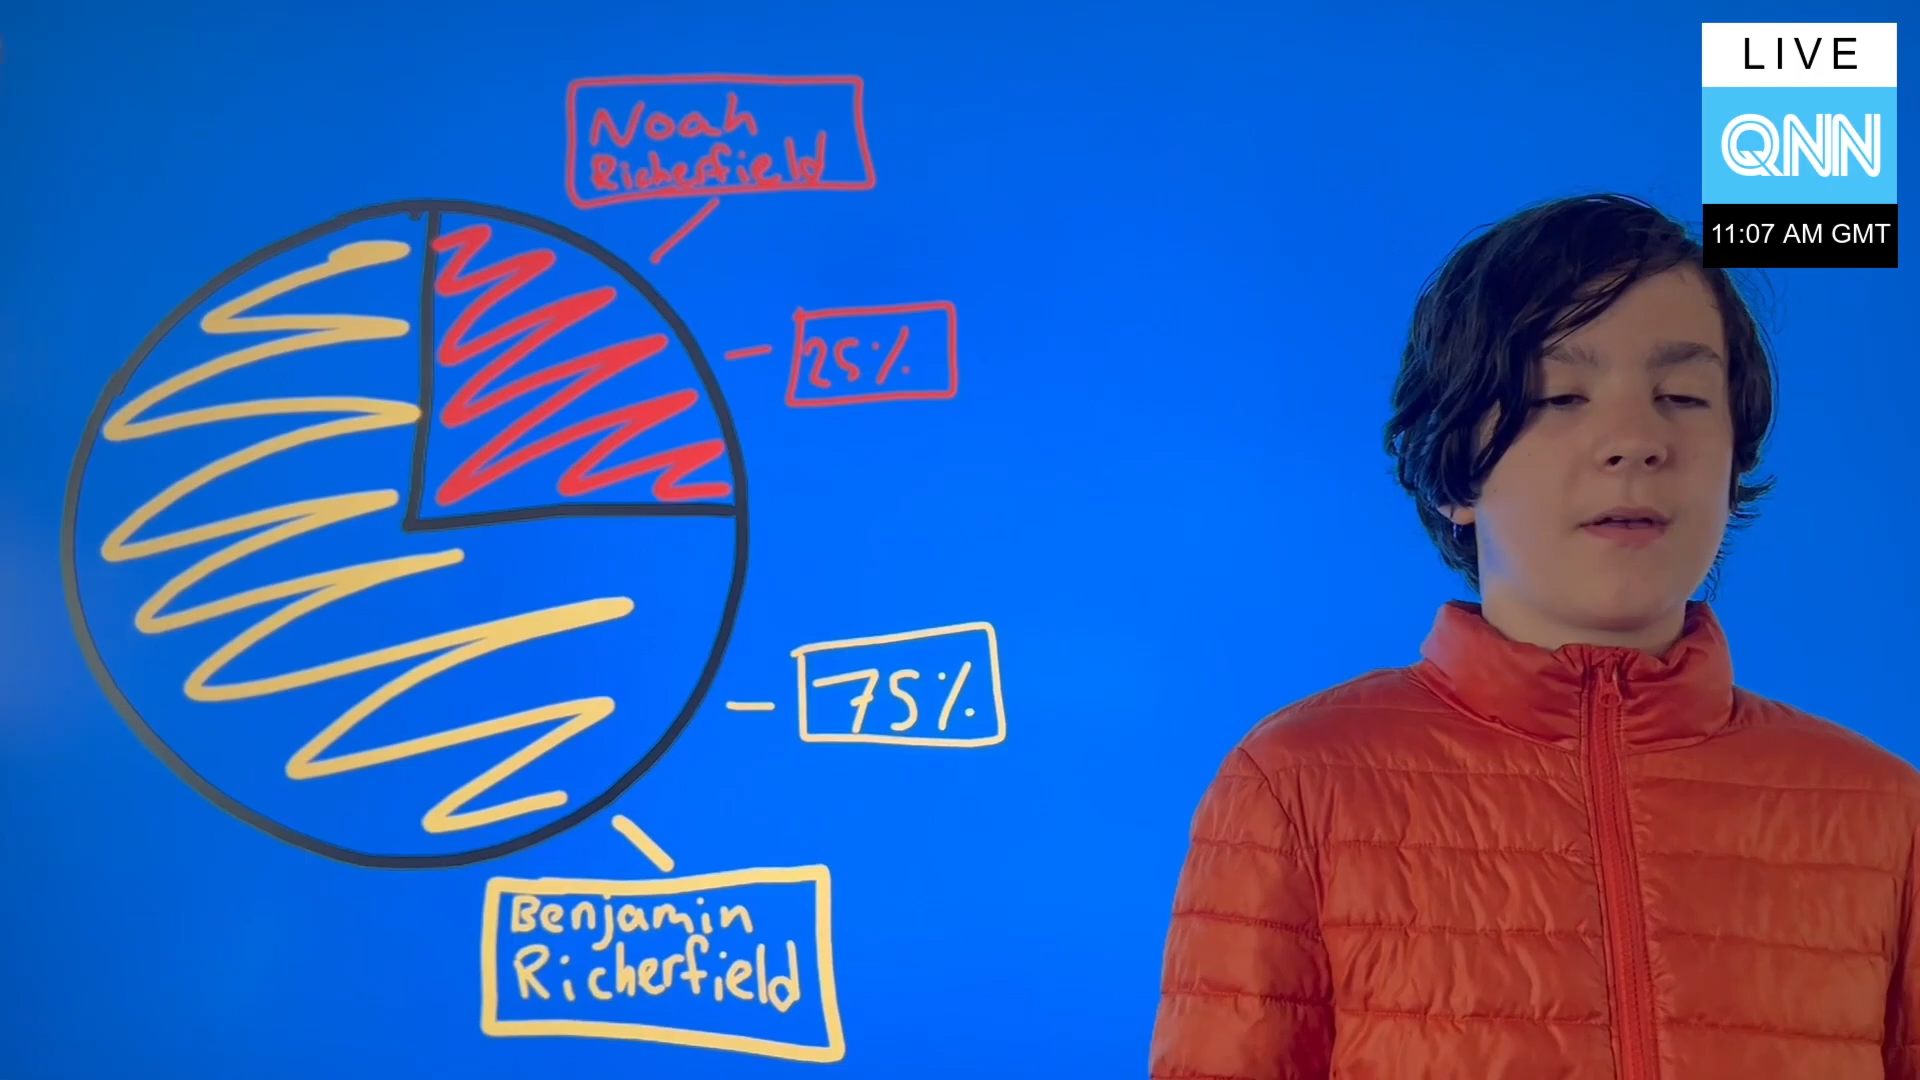 LIVE
QNN
11:07 AM GMT
Noah
Richerfield
25%
75%
Benjamin
Richerfield